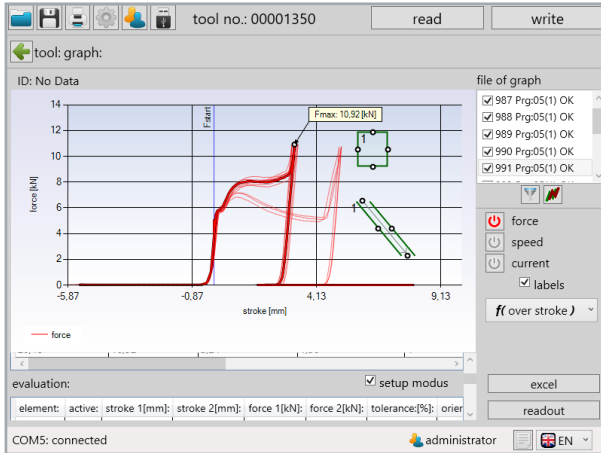 tool no.: 00001350
read
write
tool: graph:
ID: No Data
file of graph
987 Prg:05(1) OK
988 Prg:05(1) OK
989 Prg:05(1) OK
990 Prg:05(1) OK
991 Prg:05(1) OK
14
12
10
8
6
4
2
0
force [kN]
F:start
Fmax: 10,92 [kN]
1
1
-5,87
-0,87
4,13
9,13
stroke [mm]
force
force
speed
current
labels
f( over stroke )
evaluation:
setup modus
excel
element:
active:
stroke 1[mm]:
stroke 2[mm]:
force 1[kN]:
force 2[kN]:
tolerance:[%]:
orier
readout
COM5: connected
administrator
EN